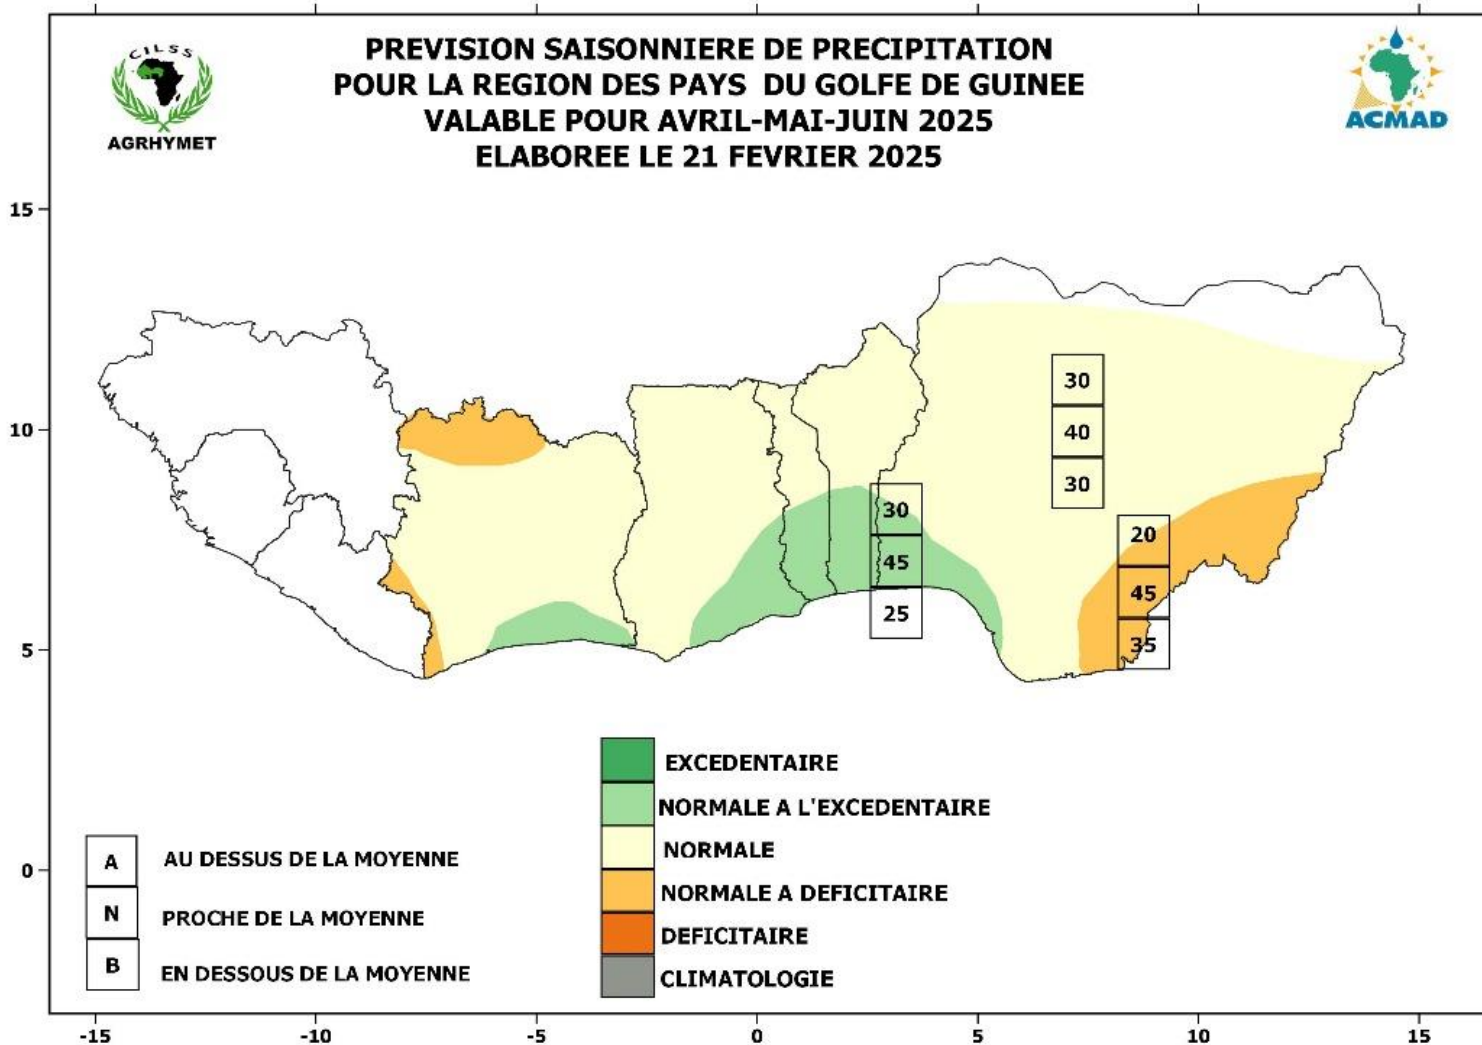 CILSS
AGRHYMET
PREVISION SAISONNIERE DE PRECIPITATION
POUR LA REGION DES PAYS DU GOLFE DE GUINEE
VALABLE POUR AVRIL-MAI-JUIN 2025
ELABOREE LE 21 FEVRIER 2025
ACMAD
15
10
5
0
30
40
30
30
45
25
20
45
35
A AU DESSUS DE LA MOYENNE
N PROCHE DE LA MOYENNE
B EN DESSOUS DE LA MOYENNE
EXCEDENTAIRE
NORMALE A L'EXCEDENTAIRE
NORMALE
NORMALE A DEFICITAIRE
DEFICITAIRE
CLIMATOLOGIE
-15 -10 -5 0 5 10 15